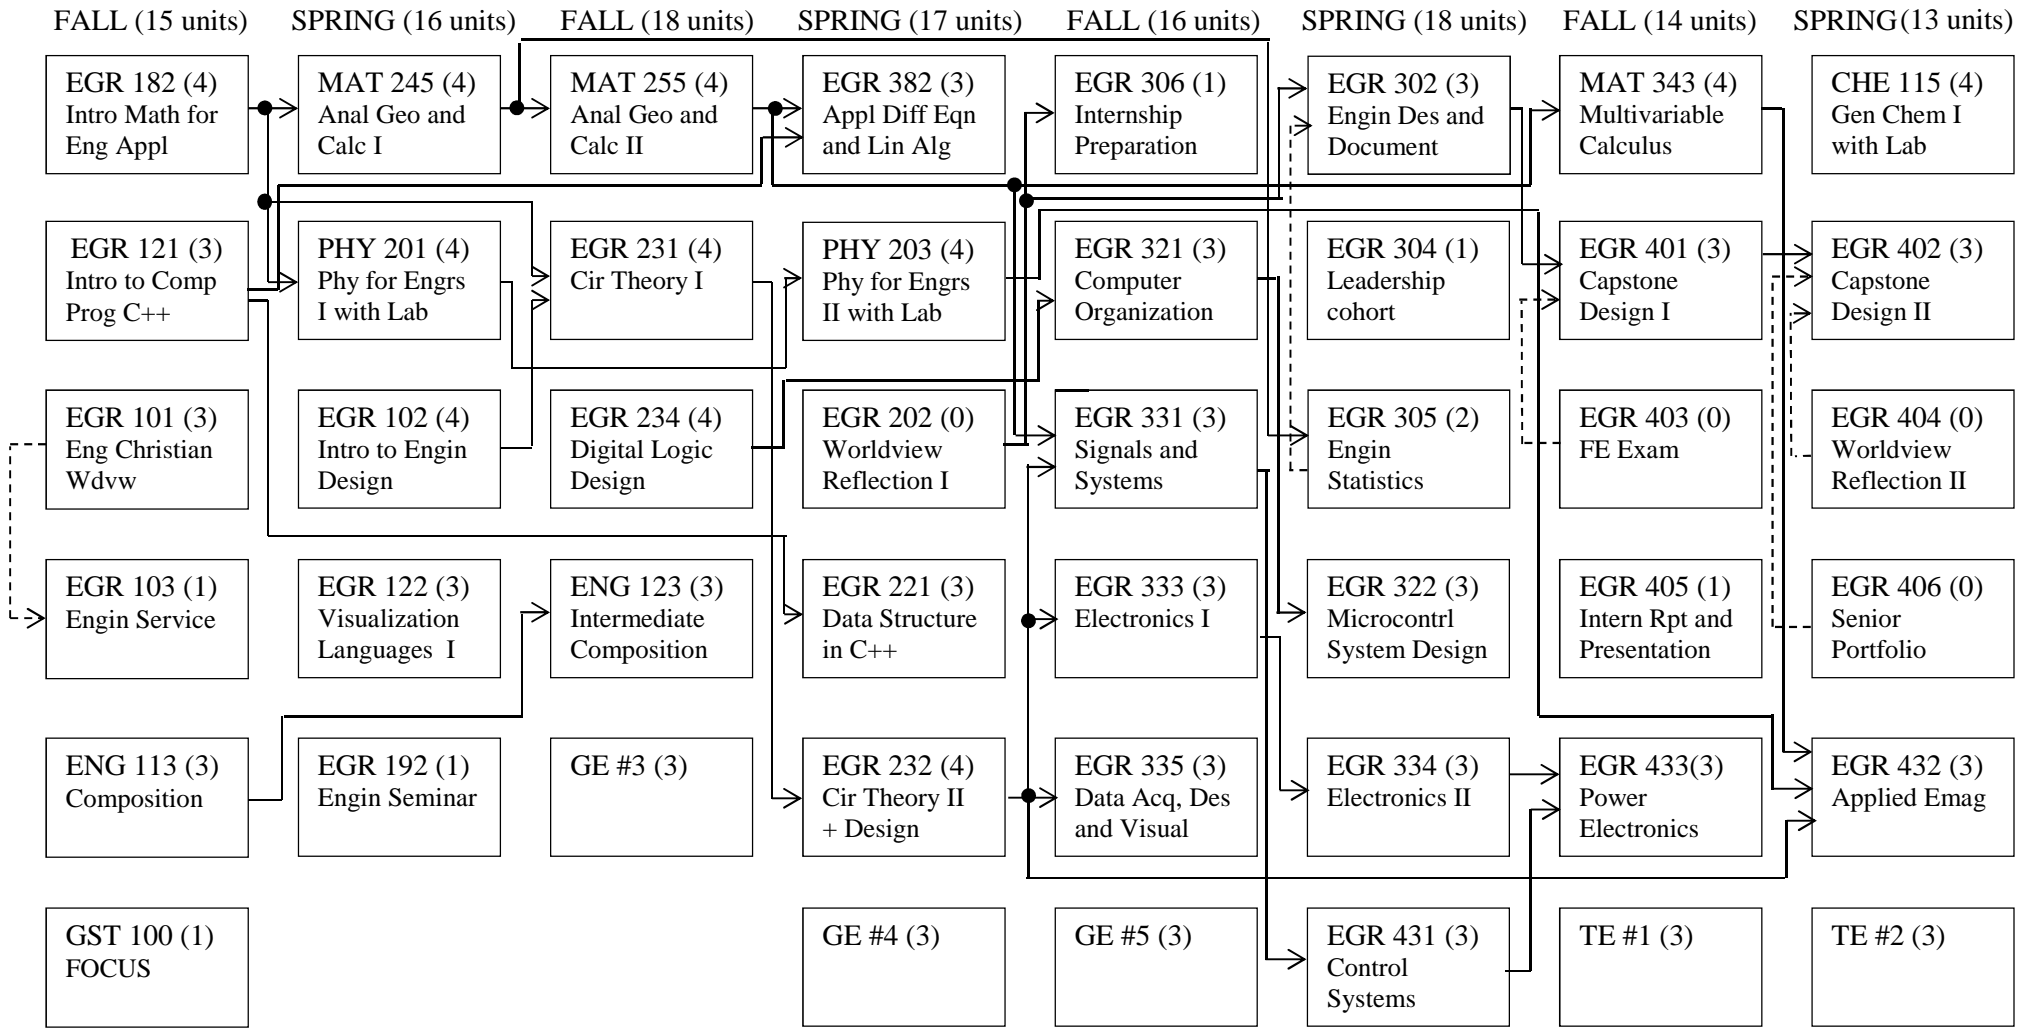 FALL (15 units)
SPRING (16 units)
FALL (18 units)
SPRING (17 units)
FALL (16 units)
SPRING (18 units)
FALL (14 units)
SPRING (13 units)
EGR 182 (4)
Intro Math for
Eng Appl
MAT 245 (4)
Anal Geo and
Calc I
MAT 255 (4)
Anal Geo and
Calc II
EGR 382 (3)
Appl Diff Eqn
and Lin Alg
EGR 306 (1)
Internship
Preparation
EGR 302 (3)
Engin Des and
Document
MAT 343 (4)
Multivariable
Calculus
CHE 115 (4)
Gen Chem I
with Lab
EGR 121 (3)
Intro to Comp
Prog C++
PHY 201 (4)
Phy for Engrs
I with Lab
EGR 231 (4)
Cir Theory I
PHY 203 (4)
Phy for Engrs
II with Lab
EGR 321 (3)
Computer
Organization
EGR 304 (1)
Leadership
cohort
EGR 401 (3)
Capstone
Design I
EGR 402 (3)
Capstone
Design II
EGR 101 (3)
Eng Christian
Wdvw
EGR 102 (4)
Intro to Engin
Design
EGR 234 (4)
Digital Logic
Design
EGR 202 (0)
Worldview
Reflection I
EGR 331 (3)
Signals and
Systems
EGR 305 (2)
Engin
Statistics
EGR 403 (0)
FE Exam
EGR 404 (0)
Worldview
Reflection II
EGR 103 (1)
Engin Service
EGR 122 (3)
Visualization
Languages I
ENG 123 (3)
Intermediate
Composition
EGR 221 (3)
Data Structure
in C++
EGR 333 (3)
Electronics I
EGR 322 (3)
Microcontrl
System Design
EGR 405 (1)
Intern Rpt and
Presentation
EGR 406 (0)
Senior
Portfolio
ENG 113 (3)
Composition
EGR 192 (1)
Engin Seminar
GE #3 (3)
EGR 232 (4)
Cir Theory II
+ Design
EGR 335 (3)
Data Acq, Des
and Visual
EGR 334 (3)
Electronics II
EGR 433(3)
Power
Electronics
EGR 432 (3)
Applied Emag
GST 100 (1)
FOCUS
GE #4 (3)
GE #5 (3)
EGR 431 (3)
Control
Systems
TE #1 (3)
TE #2 (3)